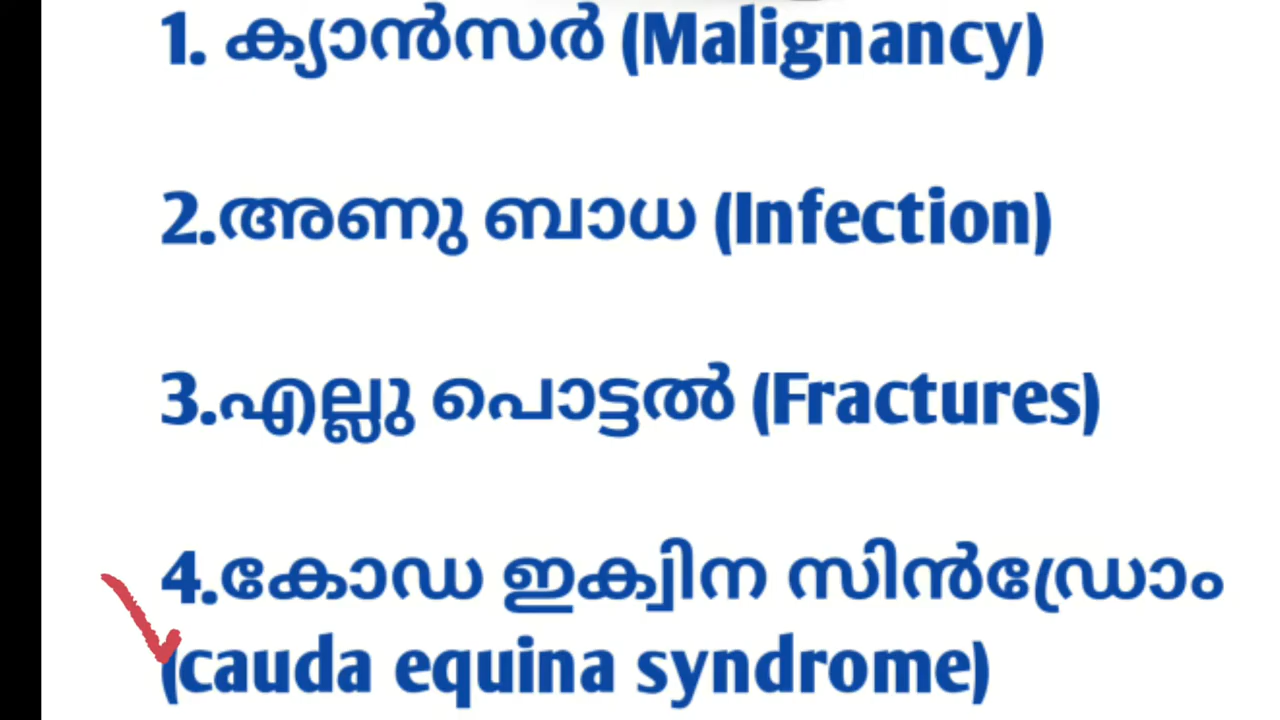 1. ക്യാൻസർ (Malignancy)
2.അണു ബാധ (Infection)
3.എല്ലു പൊട്ടൽ (Fractures)
4.കോഡ ഇക്വിന സിൻഡ്രോം
(cauda equina syndrome)